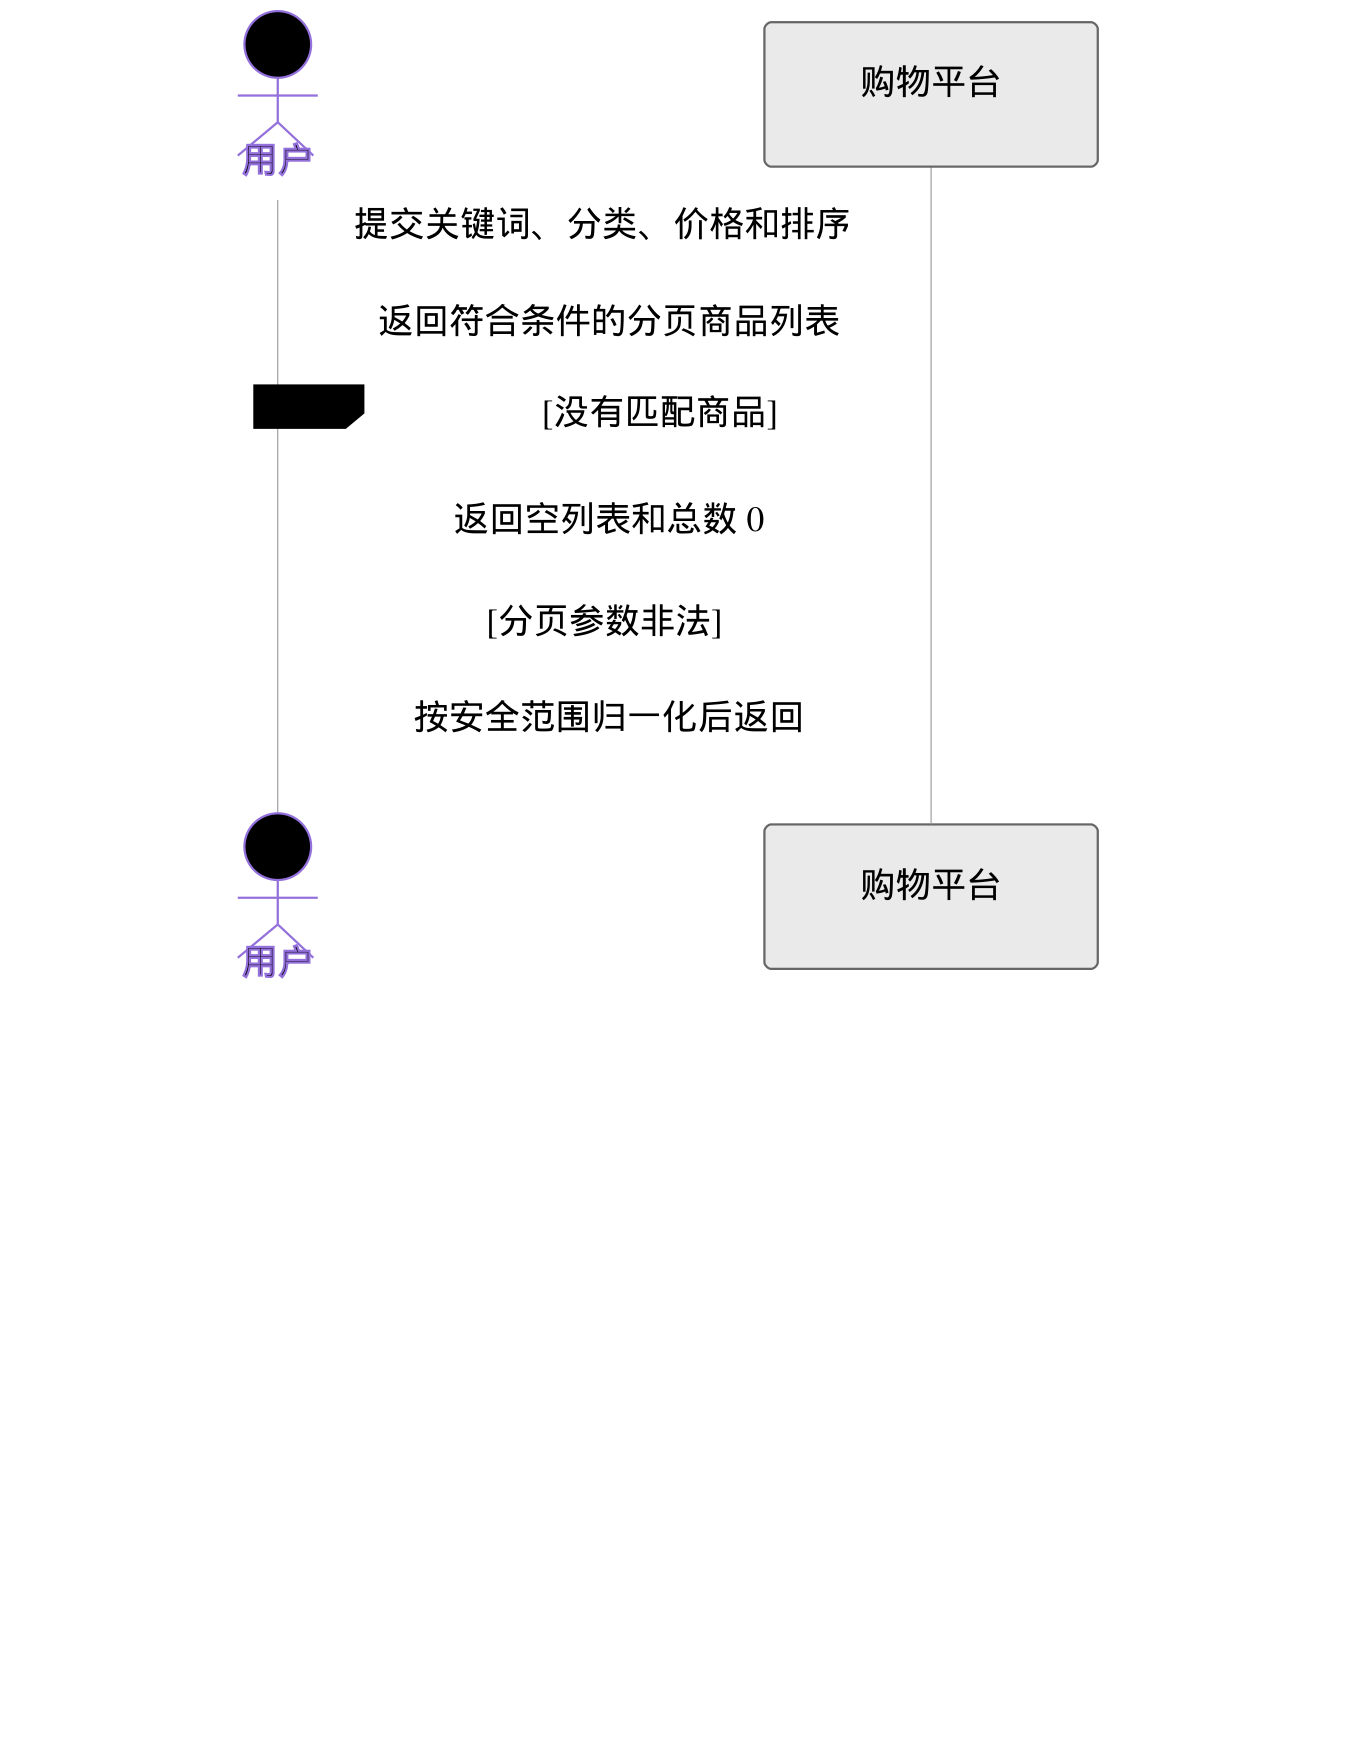 用户
购物平台
提交关键词、分类、价格和排序
返回符合条件的分页商品列表
[没有匹配商品]
返回空列表和总数 0
[分页参数非法]
按安全范围归一化后返回
用户
购物平台